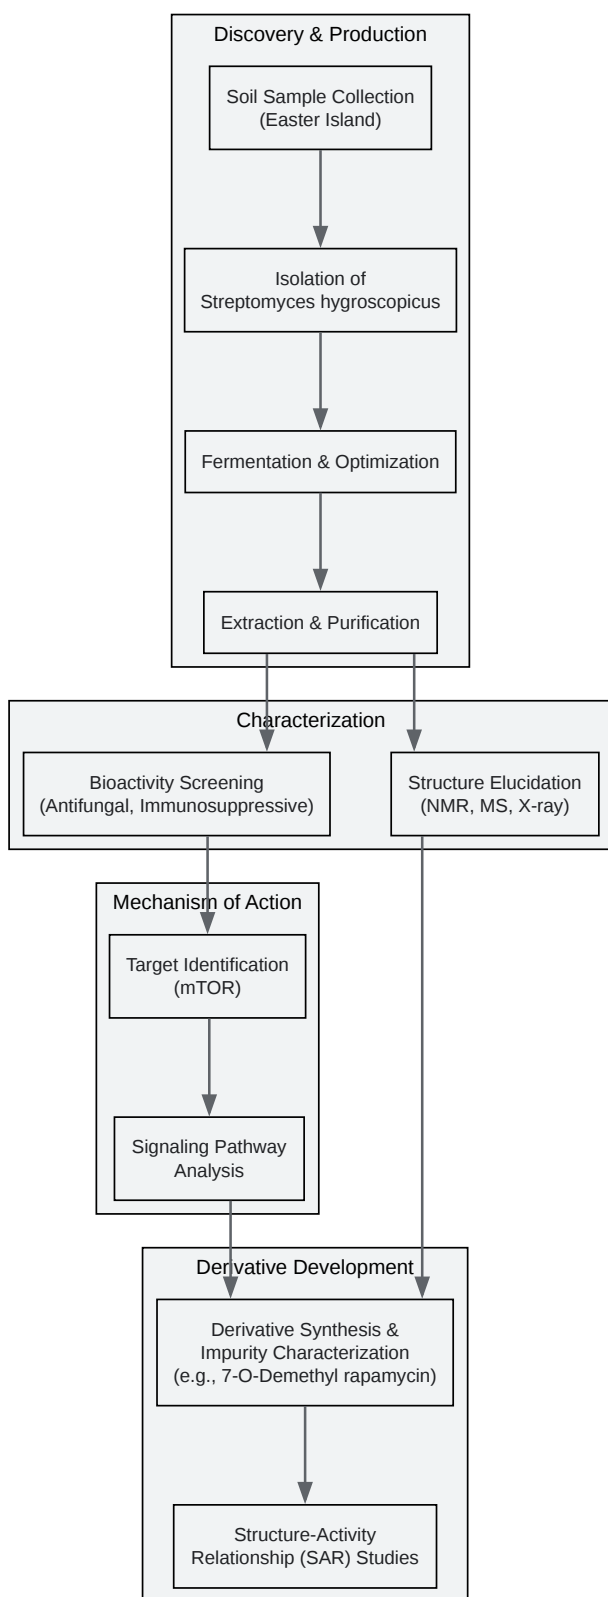 Discovery & Production
Soil Sample Collection
(Easter Island)
Isolation of
Streptomyces hygroscopicus
Fermentation & Optimization
Extraction & Purification
Characterization
Bioactivity Screening
(Antifungal, Immunosuppressive)
Structure Elucidation
(NMR, MS, X-ray)
Mechanism of Action
Target Identification
(mTOR)
Signaling Pathway
Analysis
Derivative Development
Derivative Synthesis &
Impurity Characterization
(e.g., 7-O-Demethyl rapamycin)
Structure-Activity
Relationship (SAR) Studies